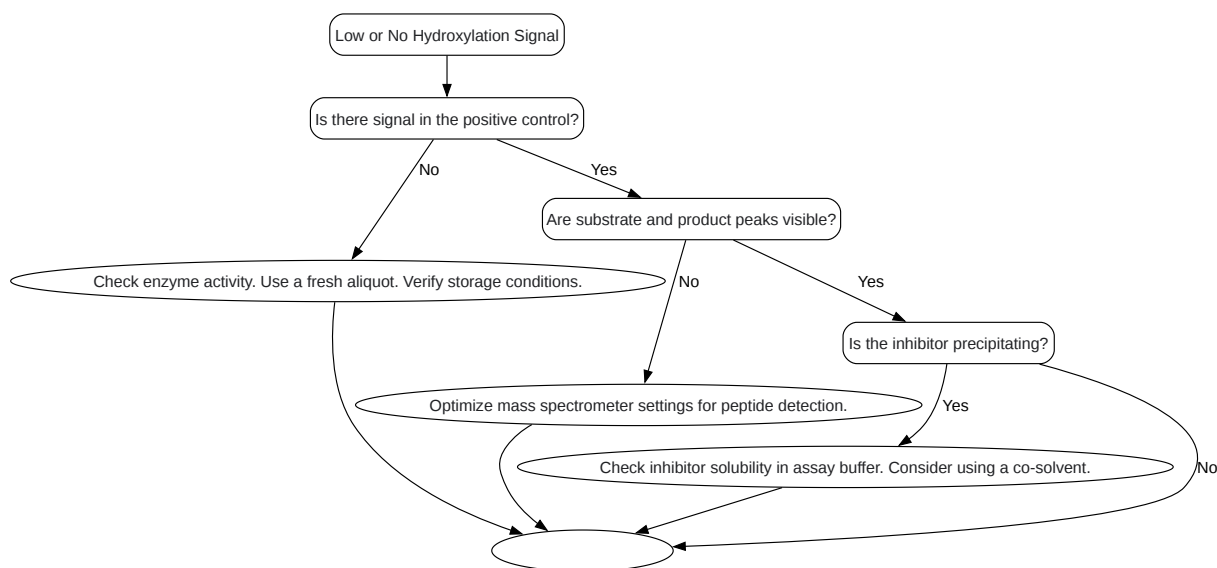 Low or No Hydroxylation Signal
Is there signal in the positive control?
No
Yes
Are substrate and product peaks visible?
Check enzyme activity. Use a fresh aliquot. Verify storage conditions.
No
Yes
Is the inhibitor precipitating?
Optimize mass spectrometer settings for peptide detection.
Yes
Check inhibitor solubility in assay buffer. Consider using a co-solvent.
No